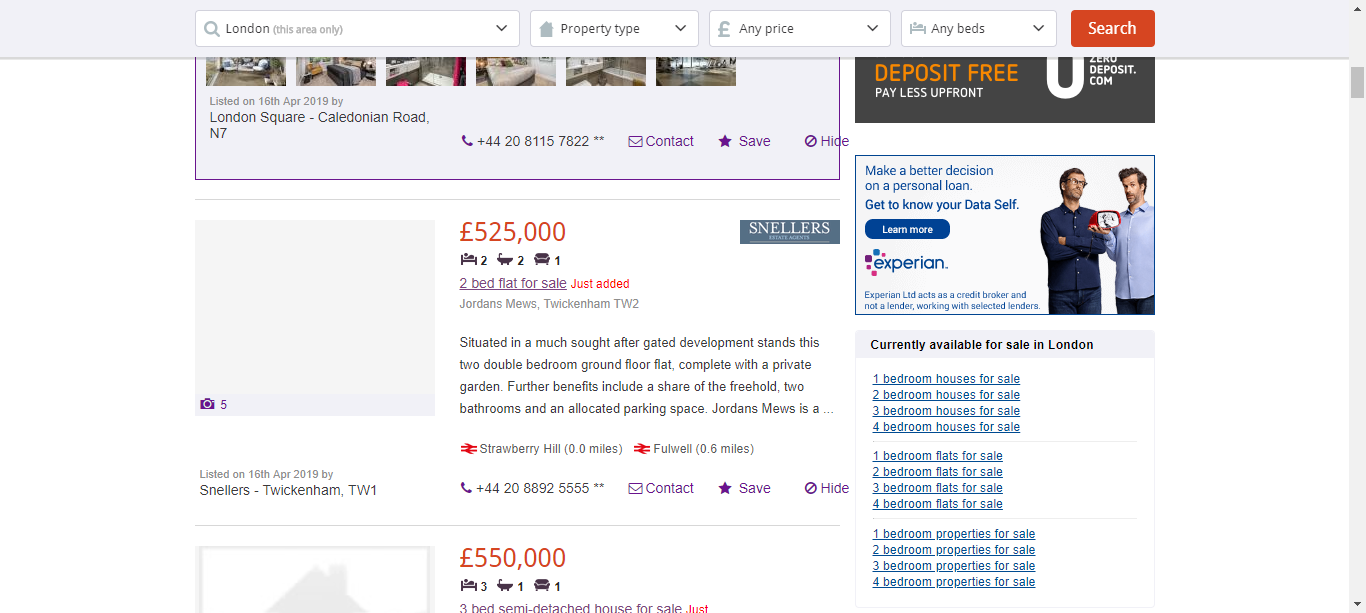 London (this area only)
Property type
Any price
Any beds
Search
Listed on 16th Apr 2019 by
London Square - Caledonian Road,
N7
+44 20 8115 7822 **
Contact
Save
Hide
DEPOSIT FREE
PAY LESS UPFRONT
ZERO
DEPOSIT.
COM
Make a better decision
on a personal loan.
Get to know your Data Self.
Learn more
experian.
Experian Ltd acts as a credit broker and
not a lender, working with selected lenders.
£525,000
2 2 1
2 bed flat for sale Just added
Jordans Mews, Twickenham TW2
SNELLERS
ESTATE AGENTS
Situated in a much sought after gated development stands this
two double bedroom ground floor flat, complete with a private
garden. Further benefits include a share of the freehold, two
bathrooms and an allocated parking space. Jordans Mews is a ...
5
Strawberry Hill (0.0 miles) Fulwell (0.6 miles)
Listed on 16th Apr 2019 by
Snellers - Twickenham, TW1
+44 20 8892 5555 **
Contact
Save
Hide
£550,000
3 1 1
3 bed semi-detached house for sale Just
Currently available for sale in London
1 bedroom houses for sale
2 bedroom houses for sale
3 bedroom houses for sale
4 bedroom houses for sale
1 bedroom flats for sale
2 bedroom flats for sale
3 bedroom flats for sale
4 bedroom flats for sale
1 bedroom properties for sale
2 bedroom properties for sale
3 bedroom properties for sale
4 bedroom properties for sale